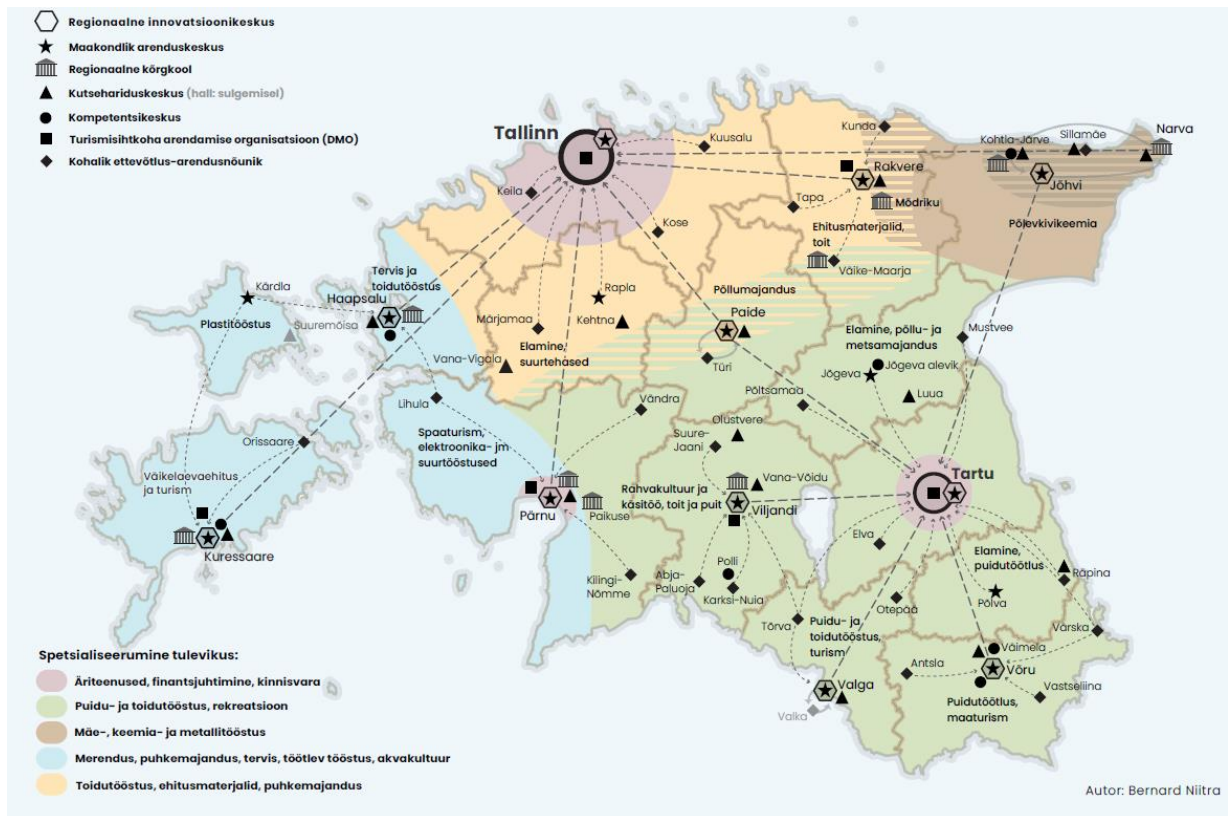 Regionaalne innovatsioonikeskus
Maakondlik arenduskeskus
Regionaalne kõrgkool
Kutsehariduskeskus (hall: sulgemisel)
Kompetentsikeskus
Turismisihtkoha arendamise organisatsioon (DMO)
Kohalik ettevõtlus-arendusnõunik
Tallinn
Kuusalu
Kunda
Kohtla-Järve
Sillamäe
Narva
Rakvere
Jõhvi
Keila
Tapa
Mõdriku
Põlevkivikeemia
Kose
Ehitusmaterjalid,
toit
Väike-Maarja
Tervis ja
toidutööstus
Haapsalu
Kärdla
Plastitööstus
Suuremõisa
Rapla
Põllumajandus
Märjamaa
Kehtna
Paide
Elamine,
suurtehased
Vana-Vigala
Türi
Elamine, põllu- ja
metsamajandus
Mustvee
Jõgeva
Jõgeva alevik
Luua
Põltsamaa
Lihula
Vändra
Olustvere
Suure-
Jaani
Spaaturism,
elektroonika- jm
suurtööstused
Orissaare
Väikelaevaehitus
ja turism
Kuressaare
Pärnu
Paikuse
Rahvakultuur ja
käsitöö, toit ja puit
Vana-Võidu
Viljandi
Tartu
Elva
Elamine,
puidutöötlus
Räpina
Kilingi-
Nõmme
Abja-
Paluoja
Polli
Karksi-Nuia
Otepää
Põlva
Tõrva
Puidu- ja
toidutööstus,
turism
Värska
Väimela
Antsla
Võru
Valga
Valka
Vastseliina
Puidutöötlus,
maaturism
Spetsialiseerumine tulevikus:
Äriteenused, finantsjuhtimine, kinnisvara
Puidu- ja toidutööstus, rekreatsioon
Mäe-, keemia- ja metallitööstus
Merendus, puhkemajandus, tervis, töötlev tööstus, akvakultuur
Toidutööstus, ehitusmaterjalid, puhkemajandus
Autor: Bernard Niitra